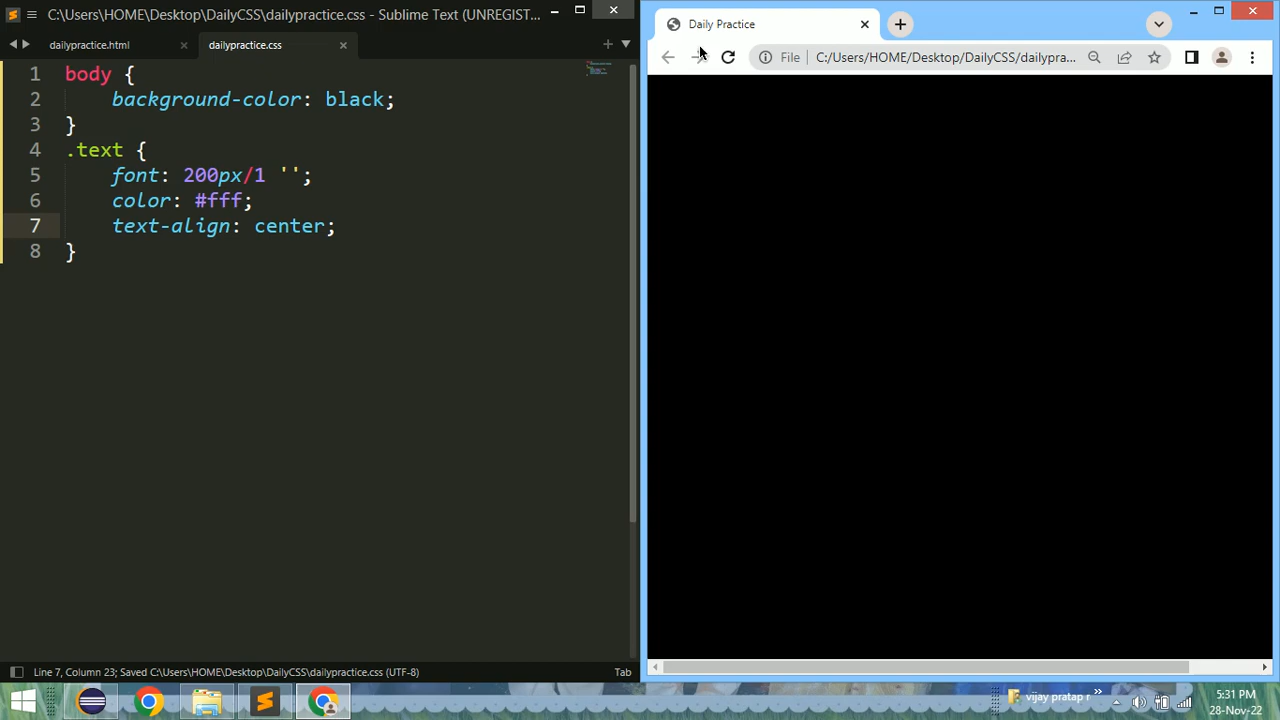 C:\Users\HOME\Desktop\DailyCSS\dailypractice.css - Sublime Text (UNREGIST...
dailypractice.html
dailypractice.css
1 body {
2 background-color: black;
3 }
4 .text {
5 font: 200px/1 '';
6 color: #fff;
7 text-align: center;
8 }
Line 7, Column 23; Saved C:\Users\HOME\Desktop\DailyCSS\dailypractice.css (UTF-8)
Tab
Daily Practice
File
C:/Users/HOME/Desktop/DailyCSS/dailypra...
vijay pratap r
5:31 PM
28-Nov-22